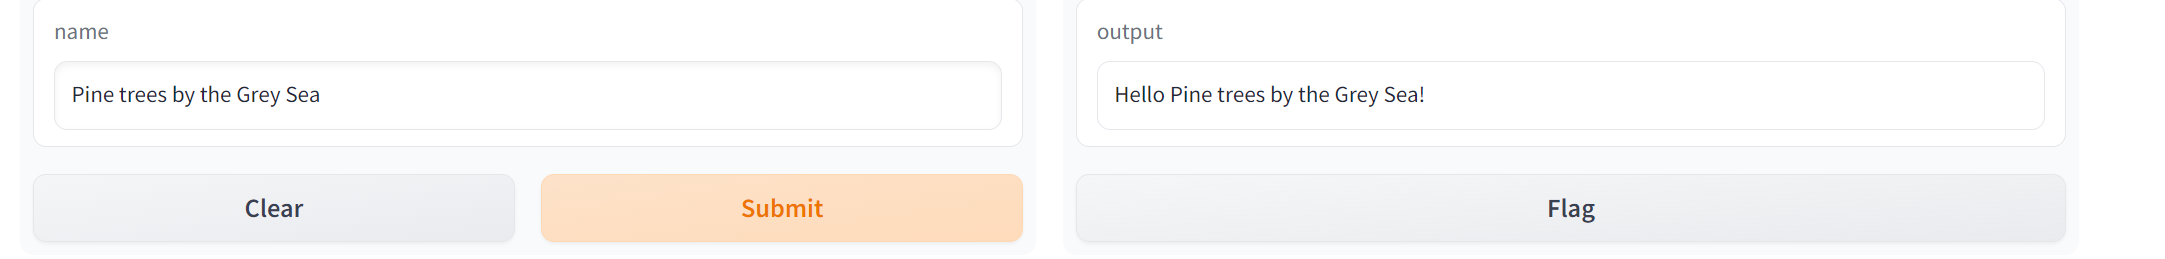 name
Pine trees by the Grey Sea
Clear
Submit
output
Hello Pine trees by the Grey Sea!
Flag